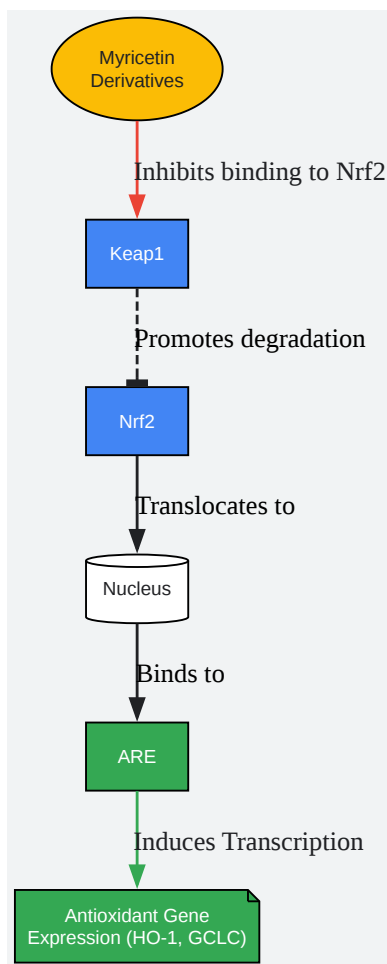 Myricetin
Derivatives
Inhibits binding to Nrf2
Keap1
Promotes degradation
Nrf2
Translocates to
Nucleus
Binds to
ARE
Induces Transcription
Antioxidant Gene
Expression (HO-1, GCLC)